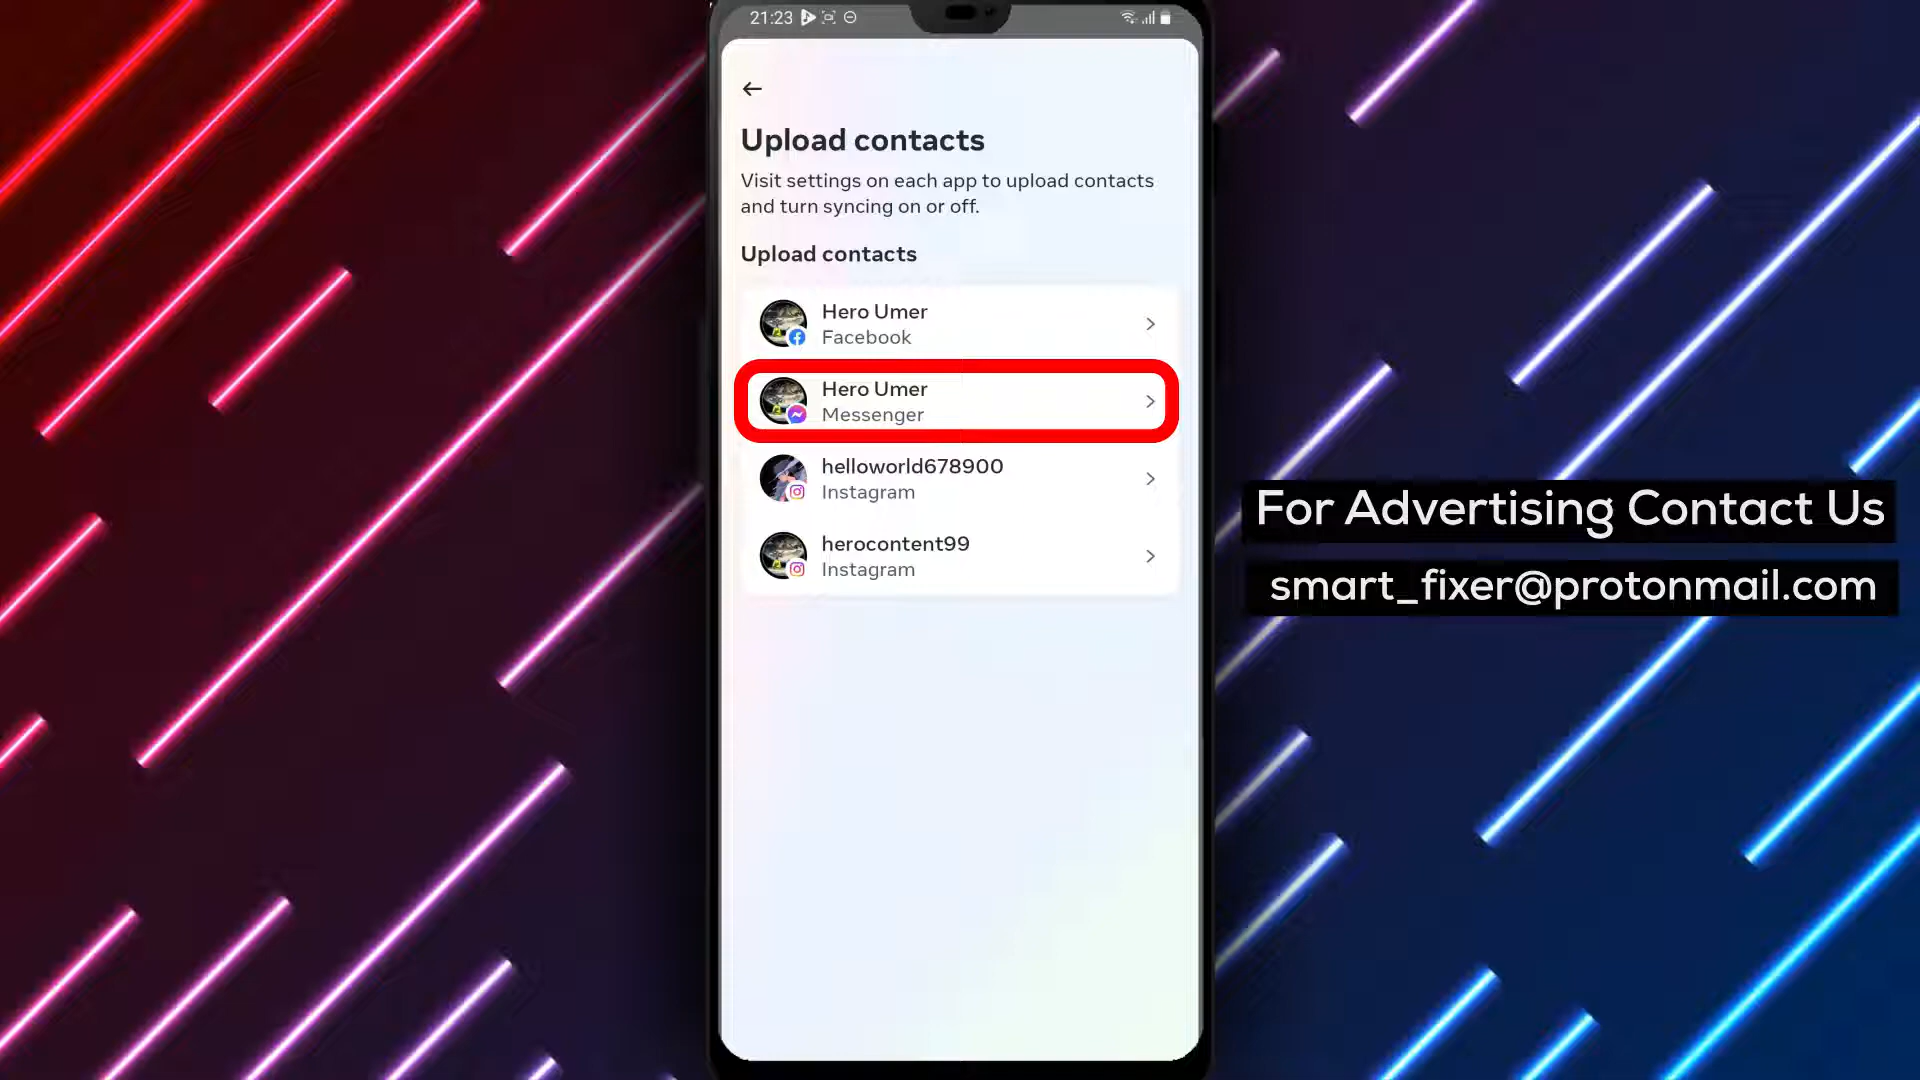 21:23
Upload contacts
Visit settings on each app to upload contacts
and turn syncing on or off.
Upload contacts
Hero Umer
Facebook
Hero Umer
Messenger
helloworld678900
Instagram
herocontent99
Instagram
For Advertising Contact Us
smart_fixer@protonmail.com